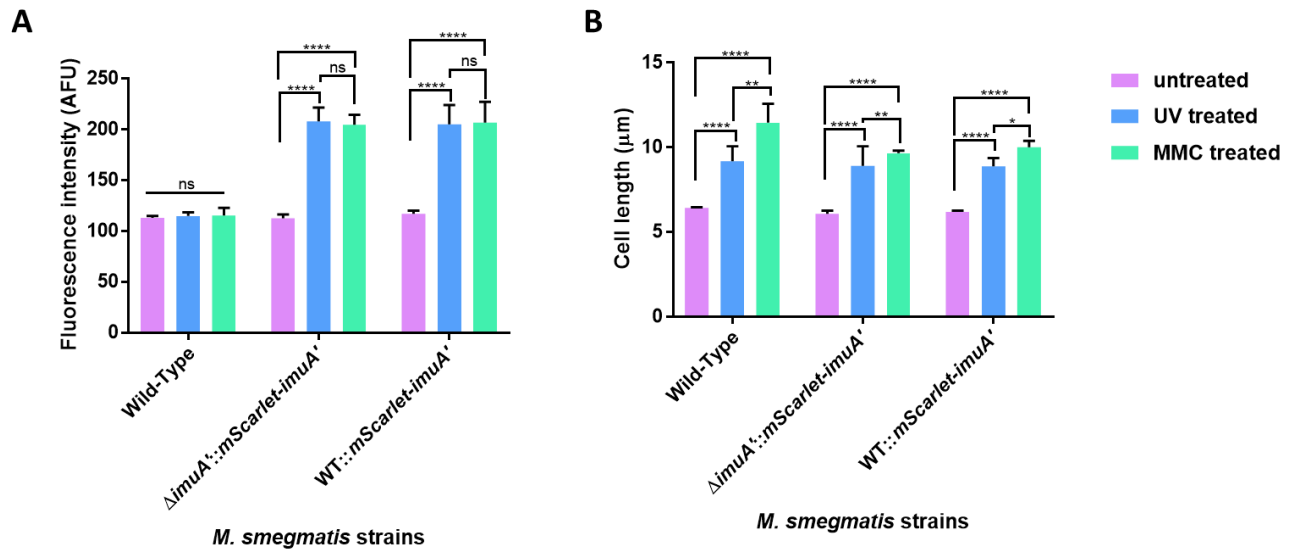 A
Fluorescence Intensity (AFU)
250
200
150
100
50
0
ns
****
****
ns
****
****
ns
Wild-Type
ΔimuA'::mScarlet-imuA'
WT::mScarlet-imuA'
M. smegmatis strains
B
Cell length (μm)
15
10
5
0
****
**
****
****
**
****
****
*
****
Wild-Type
ΔimuA'::mScarlet-imuA'
WT::mScarlet-imuA'
M. smegmatis strains
untreated
UV treated
MMC treated